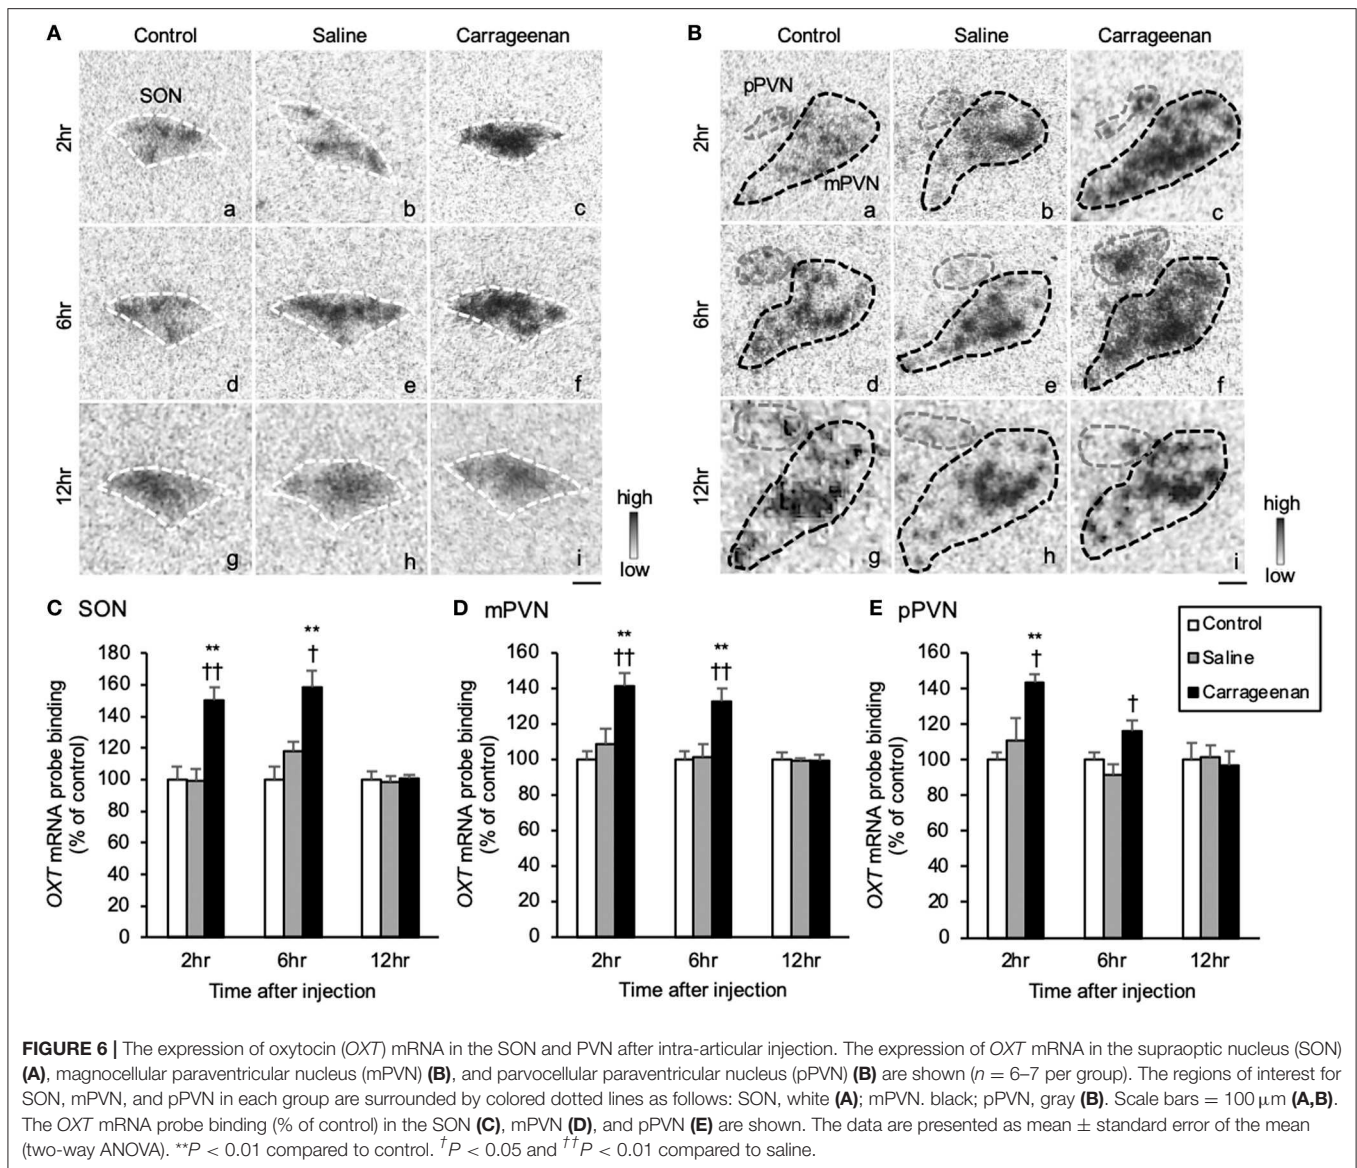 A
Control Saline Carrageenan
SON
2hr
a b c
6hr
d e f
12hr
g h i
high
low
B
Control Saline Carrageenan
pPVN
mPVN
2hr
a b c
6hr
d e f
12hr
g h i
high
low
C SON
OXT mRNA probe binding
(% of control)
180
160
140
120
100
80
60
40
20
0
** **
†† †
2hr 6hr 12hr
Time after injection
D mPVN
OXT mRNA probe binding
(% of control)
160
140
120
100
80
60
40
20
0
** **
†† ††
2hr 6hr 12hr
Time after injection
E pPVN
OXT mRNA probe binding
(% of control)
160
140
120
100
80
60
40
20
0
**
† †
2hr 6hr 12hr
Time after injection
Control
Saline
Carrageenan
FIGURE 6 | The expression of oxytocin (OXT) mRNA in the SON and PVN after intra-articular injection. The expression of OXT mRNA in the supraoptic nucleus (SON)
(A), magnocellular paraventricular nucleus (mPVN) (B), and parvocellular paraventricular nucleus (pPVN) (B) are shown (n = 6–7 per group). The regions of interest for
SON, mPVN, and pPVN in each group are surrounded by colored dotted lines as follows: SON, white (A); mPVN. black; pPVN, gray (B). Scale bars = 100 μm (A,B).
The OXT mRNA probe binding (% of control) in the SON (C), mPVN (D), and pPVN (E) are shown. The data are presented as mean ± standard error of the mean
(two-way ANOVA). **P < 0.01 compared to control. †P < 0.05 and ††P < 0.01 compared to saline.